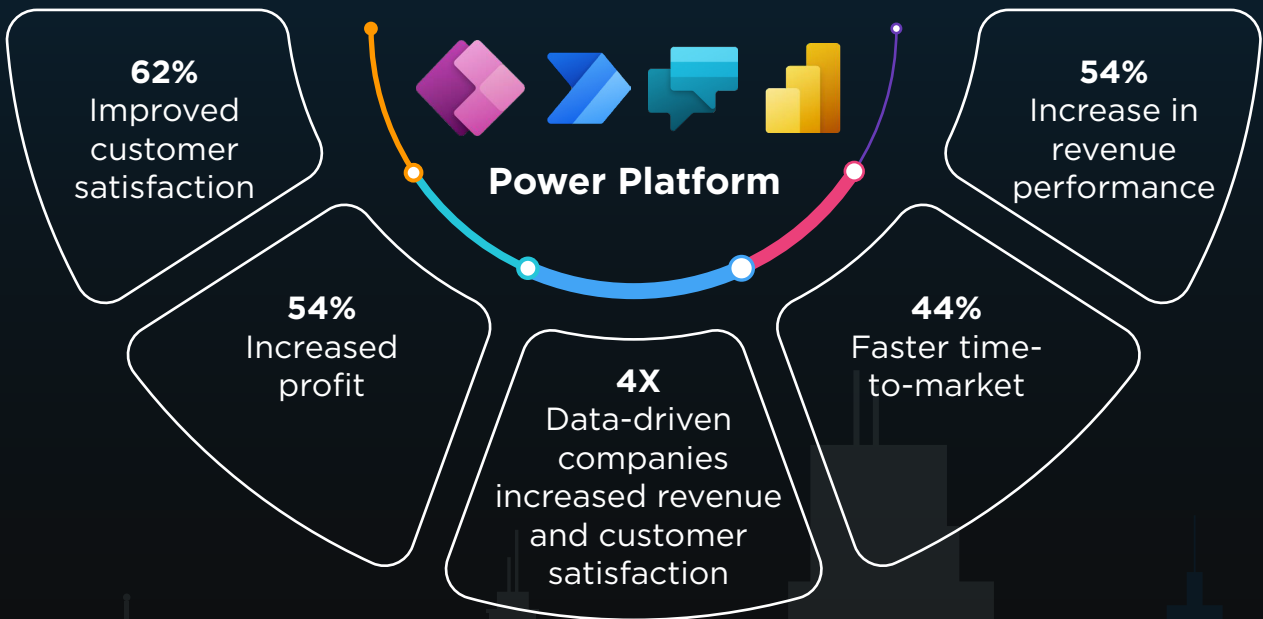 Power Platform
62%
Improved
customer
satisfaction
54%
Increased
profit
4X
Data-driven
companies
increased revenue
and customer
satisfaction
44%
Faster time-
to-market
54%
Increase in
revenue
performance